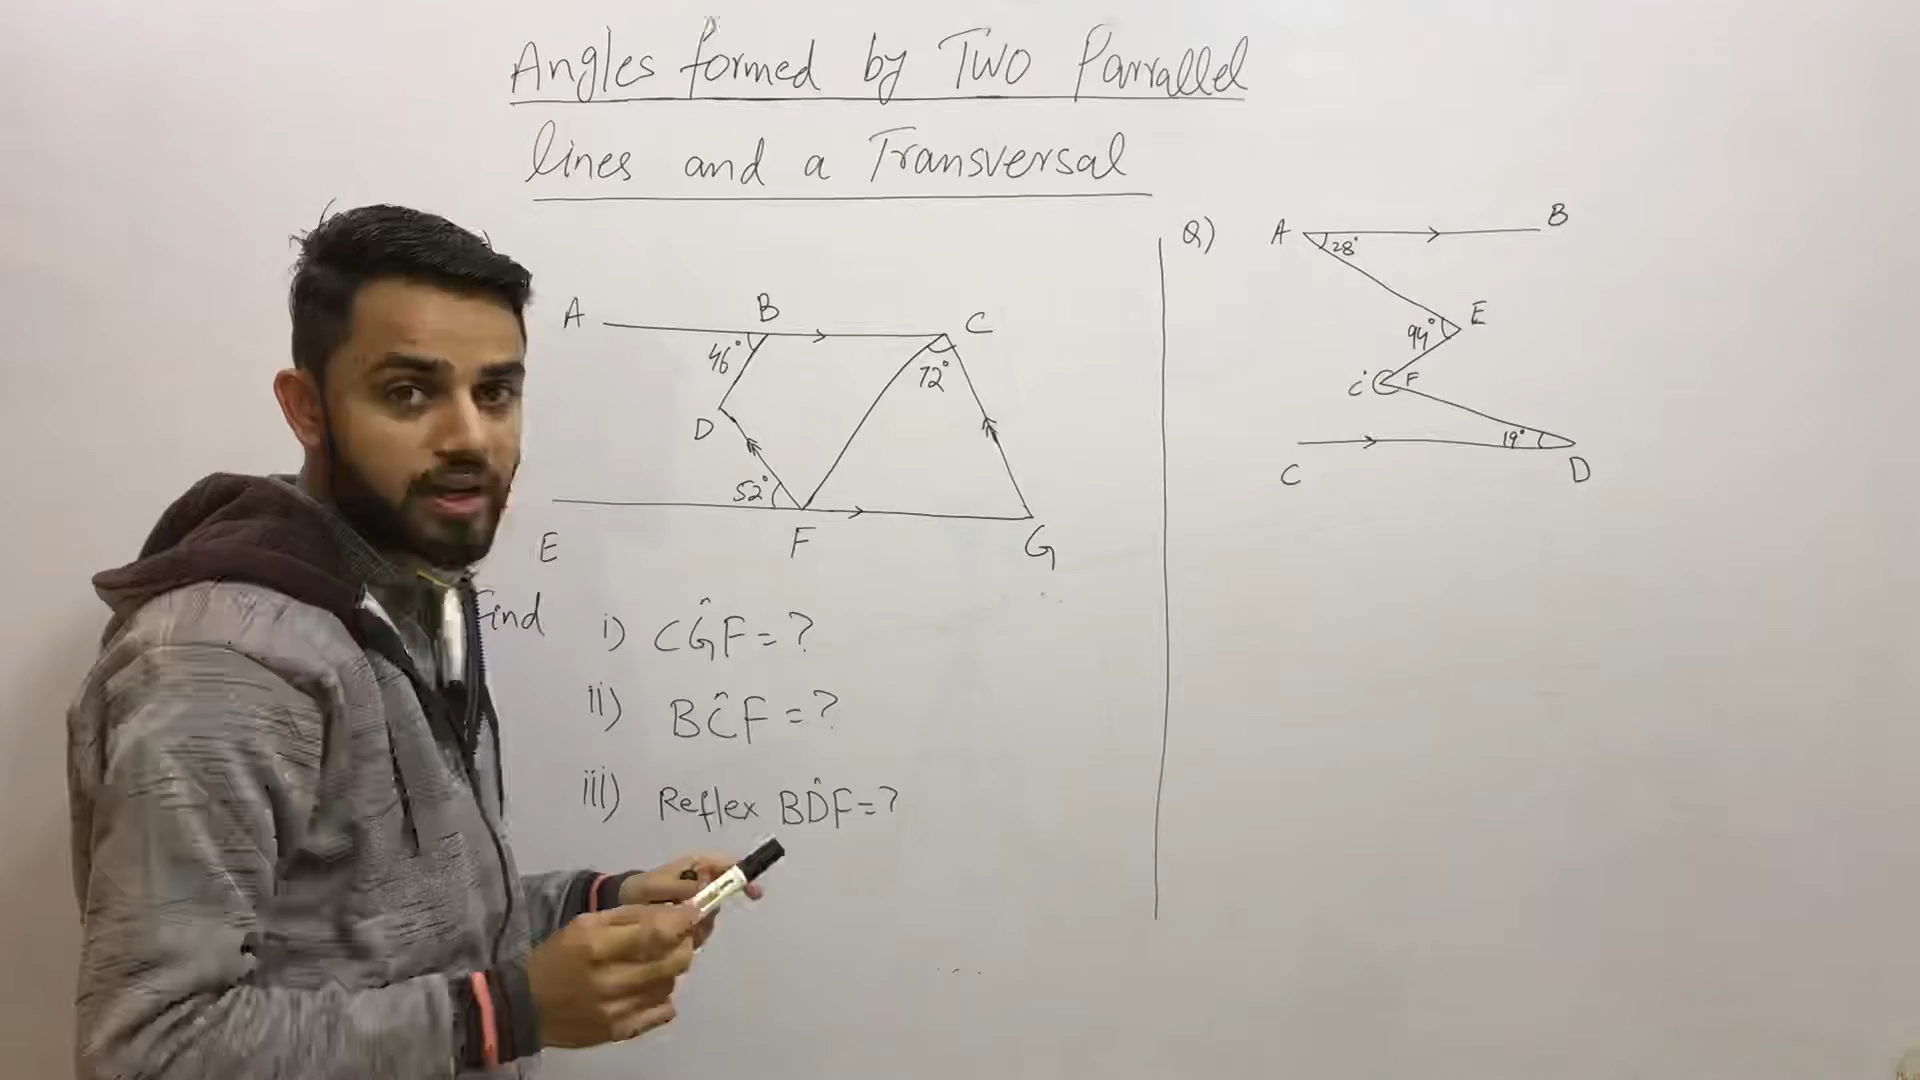 Angles formed by Two Parralled
lines and a Transversal
A B C
46°
72°
D
52°
E F G
Find i) CĜF = ?
ii) BĈF = ?
iii) Reflex BD̂F = ?
Q) A B
28°
E
94°
i F
19°
C D